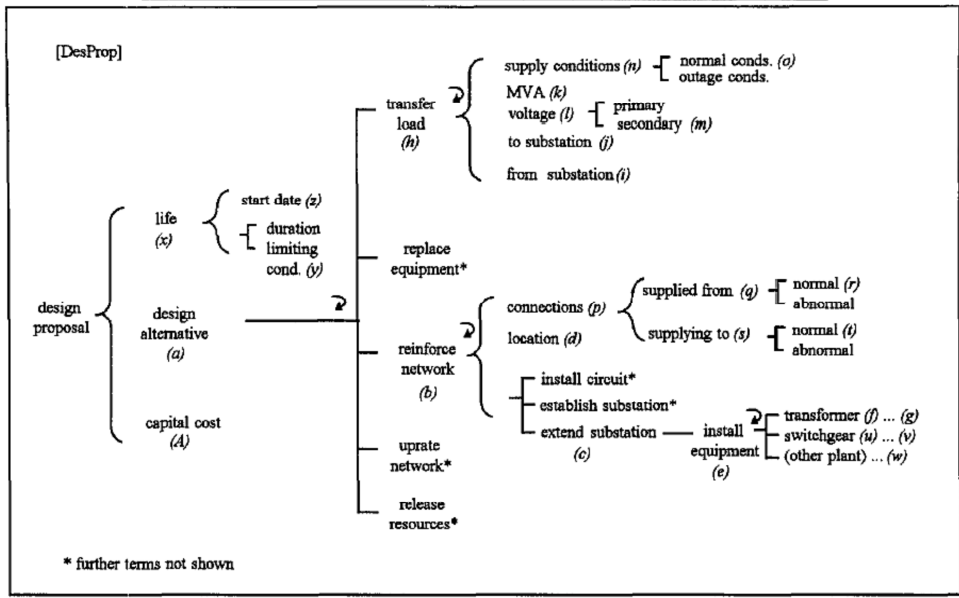 [DesProp]
supply conditions (n)
normal conds. (o)
outage conds.
MVA (k)
transfer
load
(h)
voltage (l)
primary
secondary (m)
to substation (j)
from substation (i)
life
(x)
start date (z)
duration
limiting
cond. (y)
replace
equipment*
design
proposal
design
alternative
(a)
connections (p)
supplied from (q)
normal (r)
abnormal
location (d)
supplying to (s)
normal (t)
abnormal
reinforce
network
(b)
install circuit*
establish substation*
extend substation
(c)
install
equipment
(e)
transformer (f) ... (g)
switchgear (u) ... (v)
(other plant) ... (w)
capital cost
(A)
uprate
network*
release
resources*
* further terms not shown